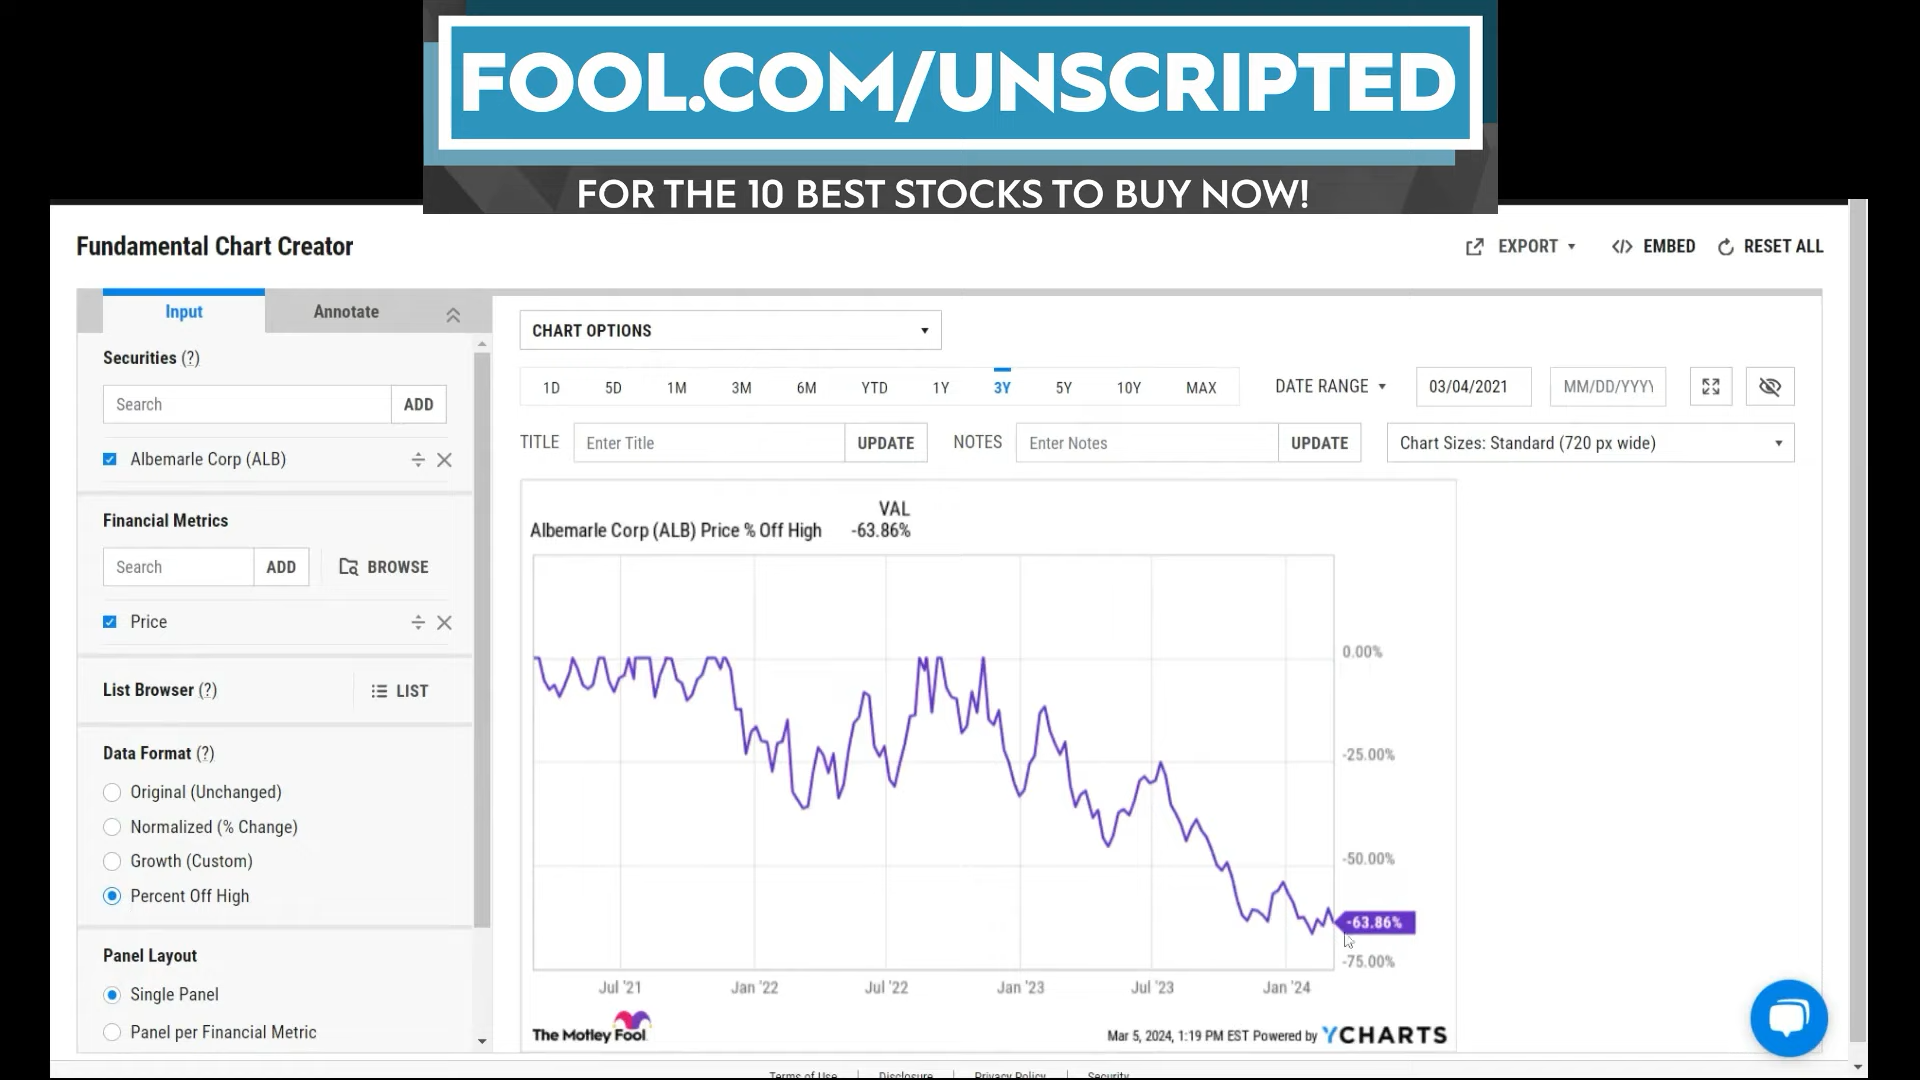 FOOL.COM/UNSCRIPTED
FOR THE 10 BEST STOCKS TO BUY NOW!
Fundamental Chart Creator
EXPORT
</> EMBED
RESET ALL
Input
Annotate
Securities (?)
Search
ADD
Albemarle Corp (ALB)
Financial Metrics
Search
ADD
BROWSE
Price
List Browser (?)
LIST
Data Format (?)
Original (Unchanged)
Normalized (% Change)
Growth (Custom)
Percent Off High
Panel Layout
Single Panel
Panel per Financial Metric
CHART OPTIONS
1D 5D 1M 3M 6M YTD 1Y 3Y 5Y 10Y MAX
DATE RANGE
03/04/2021
MM/DD/YYYY
TITLE
Enter Title
UPDATE
NOTES
Enter Notes
UPDATE
Chart Sizes: Standard (720 px wide)
VAL
Albemarle Corp (ALB) Price % Off High -63.86%
0.00%
-25.00%
-50.00%
-63.86%
-75.00%
Jul '21 Jan '22 Jul '22 Jan '23 Jul '23 Jan '24
The Motley Fool
Mar 5, 2024, 1:19 PM EST Powered by YCHARTS
Terms of Use | Disclosure | Privacy Policy | Security